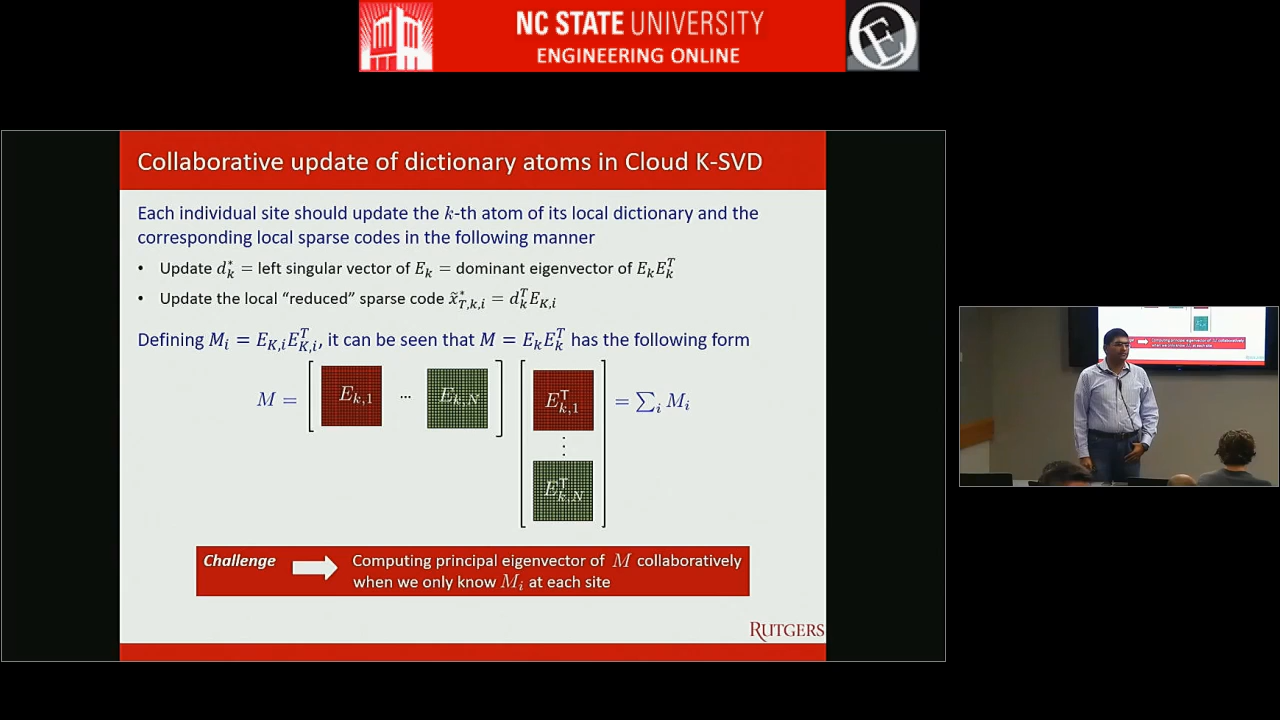 NC STATE UNIVERSITY
ENGINEERING ONLINE
Collaborative update of dictionary atoms in Cloud K-SVD
Each individual site should update the k-th atom of its local dictionary and the
corresponding local sparse codes in the following manner
• Update d_k^* = left singular vector of E_k = dominant eigenvector of E_k E_k^T
• Update the local “reduced” sparse code x̃_{T,k,i}^* = d_k^T E_{K,i}
Defining M_i = E_{K,i} E_{K,i}^T, it can be seen that M = E_k E_k^T has the following form
M = [ E_{k,1} ... E_{k,N} ] [ E_{k,1}^T ⋮ E_{k,N}^T ] = ∑_i M_i
Challenge
Computing principal eigenvector of M collaboratively
when we only know M_i at each site
RUTGERS